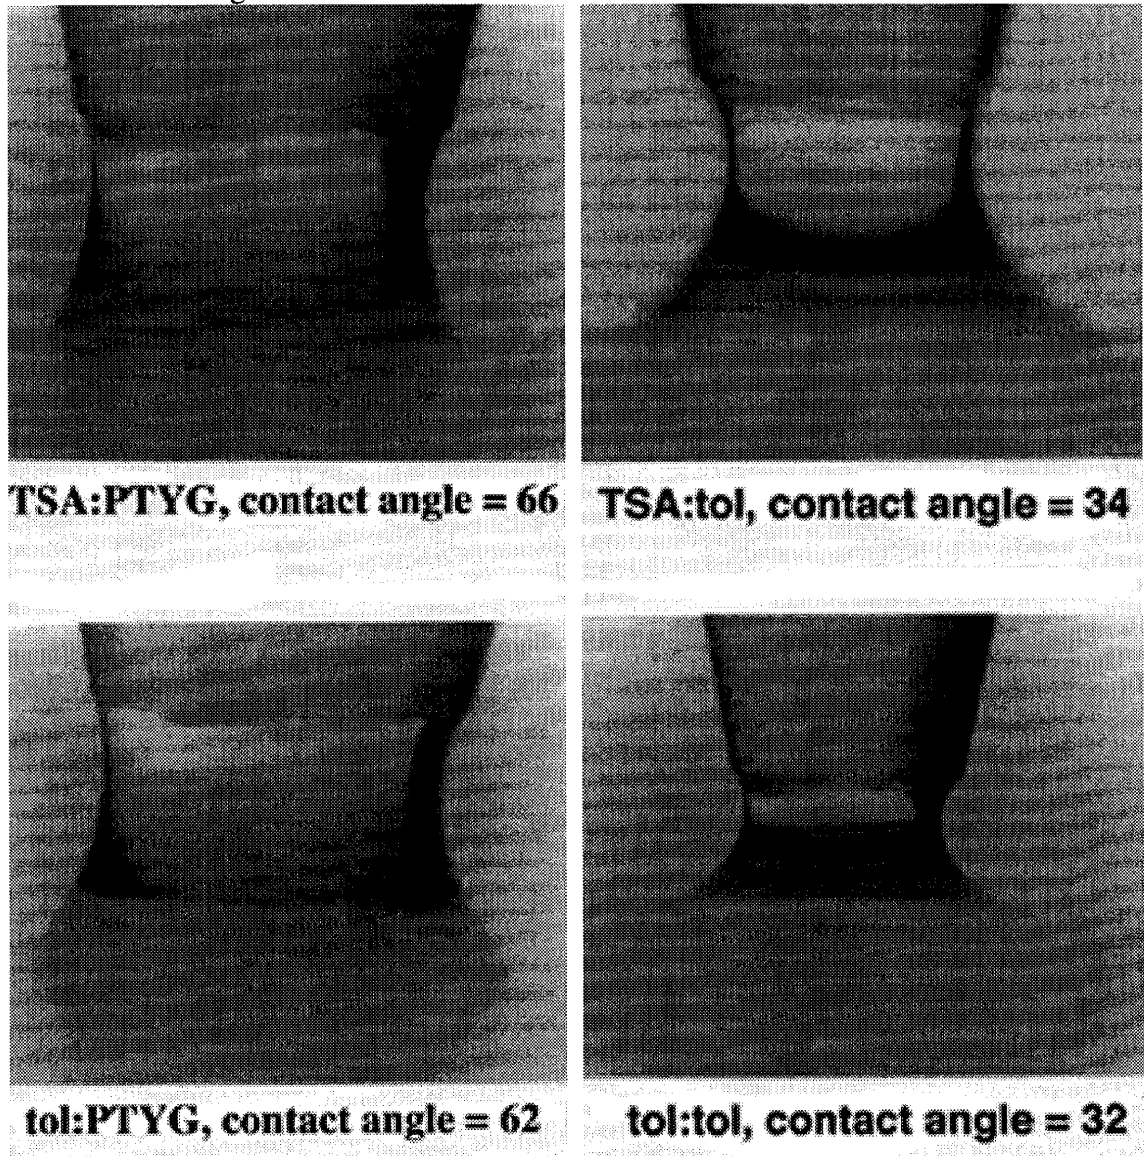 TSA:PTYG, contact angle = 66
TSA:tol, contact angle = 34
tol:PTYG, contact angle = 62
tol:tol, contact angle = 32